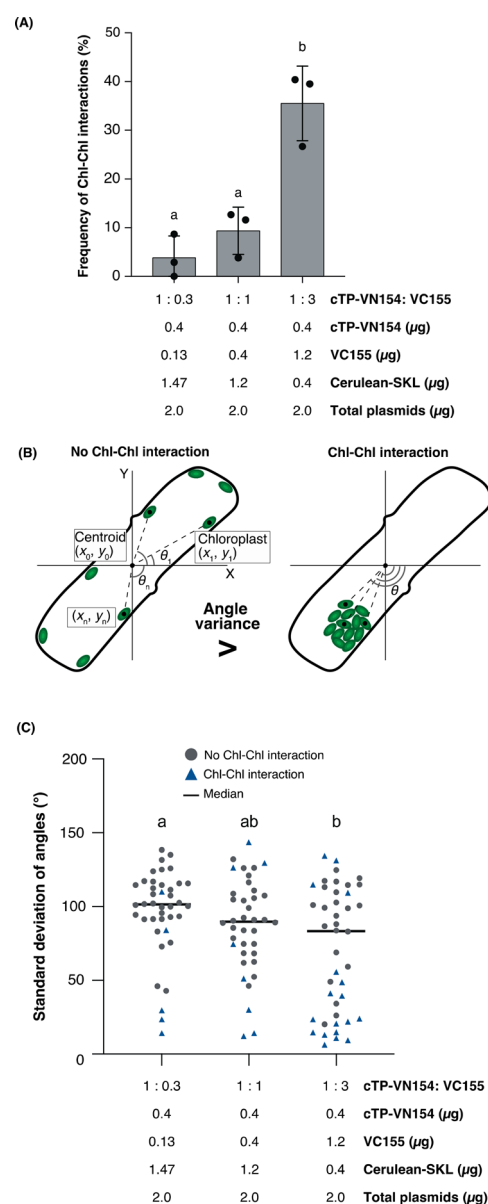 (A)
Frequency of Chl-Chl interactions (%)
50
40
30
20
10
0
a
a
b
1 : 0.3 1 : 1 1 : 3 cTP-VN154: VC155
0.4 0.4 0.4 cTP-VN154 (µg)
0.13 0.4 1.2 VC155 (µg)
1.47 1.2 0.4 Cerulean-SKL (µg)
2.0 2.0 2.0 Total plasmids (µg)
(B)
No Chl-Chl interaction Chl-Chl interaction
Y
Centroid
(x0, y0)
Chloroplast
(x1, y1)
θ1
X
θn
θ
(xn, yn)
Angle
variance
>
(C)
Standard deviation of angles (°)
No Chl-Chl interaction
Chl-Chl interaction
Median
200
150
100
50
0
a ab b
1 : 0.3 1 : 1 1 : 3 cTP-VN154: VC155
0.4 0.4 0.4 cTP-VN154 (µg)
0.13 0.4 1.2 VC155 (µg)
1.47 1.2 0.4 Cerulean-SKL (µg)
2.0 2.0 2.0 Total plasmids (µg)